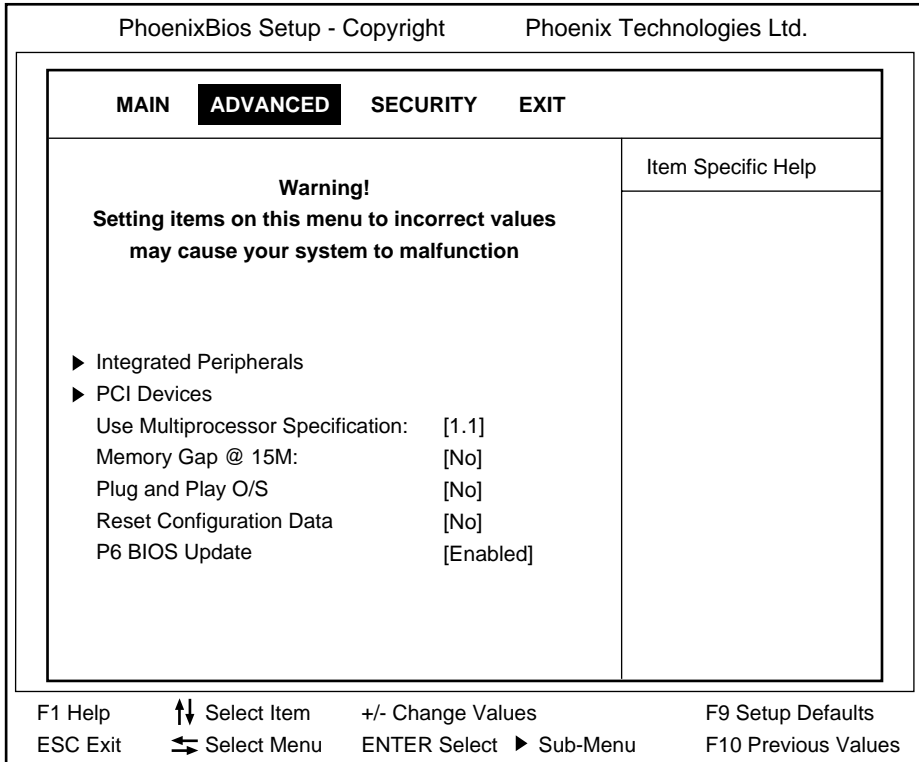 PhoenixBios Setup - Copyright Phoenix Technologies Ltd.
MAIN ADVANCED SECURITY EXIT
Item Specific Help
Warning!
Setting items on this menu to incorrect values
may cause your system to malfunction
Integrated Peripherals
PCI Devices
Use Multiprocessor Specification: [1.1]
Memory Gap @ 15M: [No]
Plug and Play O/S [No]
Reset Configuration Data [No]
P6 BIOS Update [Enabled]
F1 Help Select Item +/- Change Values F9 Setup Defaults
ESC Exit Select Menu ENTER Select Sub-Menu F10 Previous Values